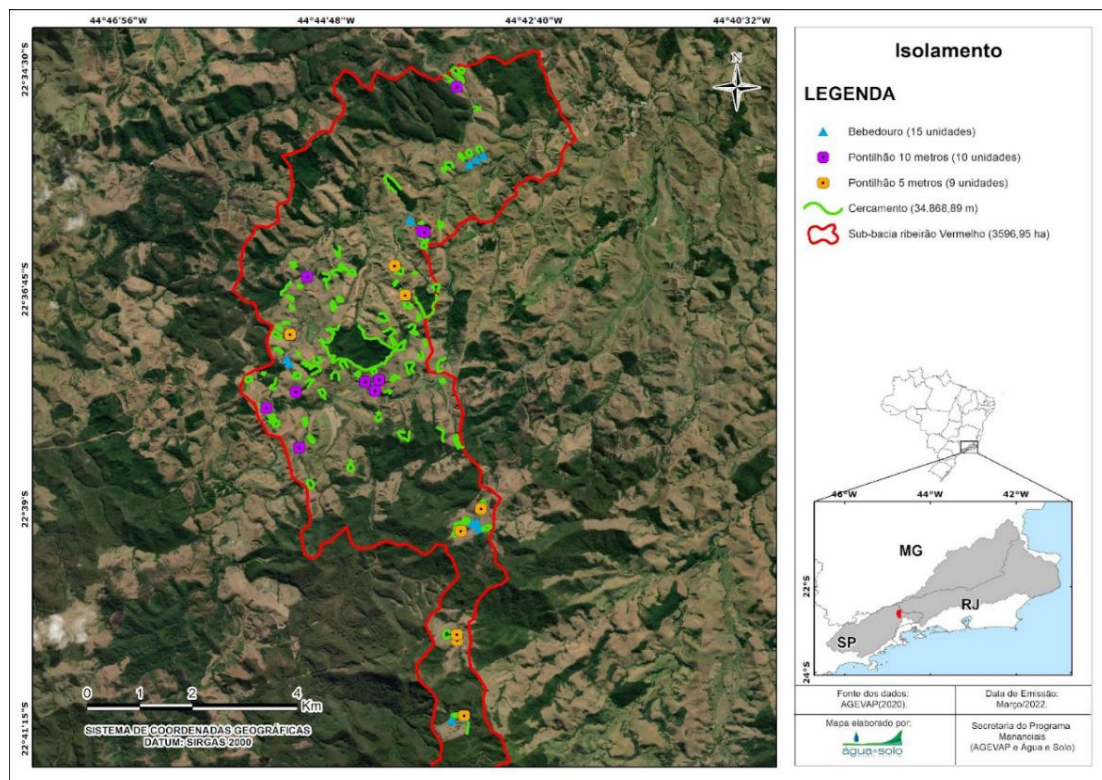 44°46'56"W 44°44'48"W 44°42'40"W 44°40'32"W
22°34'30"S
22°36'45"S
22°39'S
22°41'15"S
N
0 1 2 4
Km
SISTEMA DE COORDENADAS GEOGRÁFICAS
DATUM: SIRGAS 2000
Isolamento
LEGENDA
Bebedouro (15 unidades)
Pontilhão 10 metros (10 unidades)
Pontilhão 5 metros (9 unidades)
Cercamento (34.868,89 m)
Sub-bacia ribeirão Vermelho (3596,95 ha)
46°W 44°W 42°W
22°S
24°S
MG
RJ
SP
Fonte dos dados:
AGEVAP(2020).
Data de Emissão:
Março/2022.
Mapa elaborado por:
água e solo
Secretaria do Programa
Mananciais
(AGEVAP e Água e Solo)